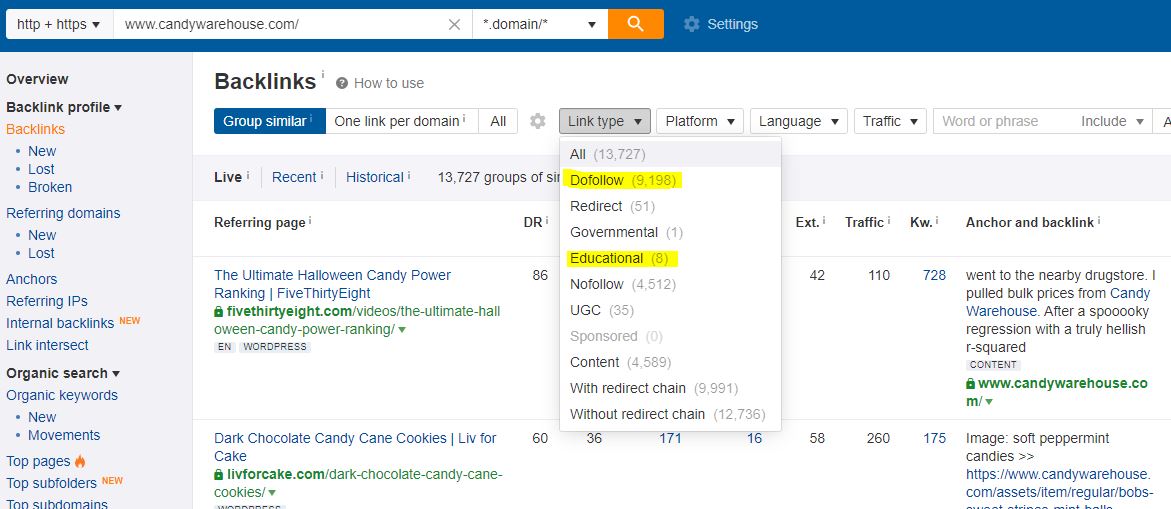 http + https
www.candywarehouse.com/
*.domain/*
Settings
Overview
Backlink profile
Backlinks
New
Lost
Broken
Referring domains
New
Lost
Anchors
Referring IPs
Internal backlinks NEW
Link intersect
Organic search
Organic keywords
New
Movements
Top pages
Top subfolders NEW
Top subdomains
Backlinks i
? How to use
Group similar i
One link per domain i
All
Link type
Platform
Language
Traffic
Word or phrase
Include
A
Live i
Recent i
Historical i
13,727 groups of si
All (13,727)
Dofollow (9,198)
Redirect (51)
Governmental (1)
Educational (8)
Nofollow (4,512)
UGC (35)
Sponsored (0)
Content (4,589)
With redirect chain (9,991)
Without redirect chain (12,736)
Referring page i
DR i
Ext. i
Traffic i
Kw. i
Anchor and backlink i
The Ultimate Halloween Candy Power
Ranking | FiveThirtyEight
fivethirtyeight.com/videos/the-ultimate-hall
oween-candy-power-ranking/
EN WORDPRESS
86
42
110
728
went to the nearby drugstore. I
pulled bulk prices from Candy
Warehouse. After a spooooky
regression with a truly hellish
r-squared
CONTENT
www.candywarehouse.co
m/
Dark Chocolate Candy Cane Cookies | Liv for
Cake
livforcake.com/dark-chocolate-candy-cane-
cookies/
WORDPRESS
60
36
171
16
58
260
175
Image: soft peppermint
candies >>
https://www.candywarehouse.
com/assets/item/regular/bobs-
sweet-stripes-mint-balls